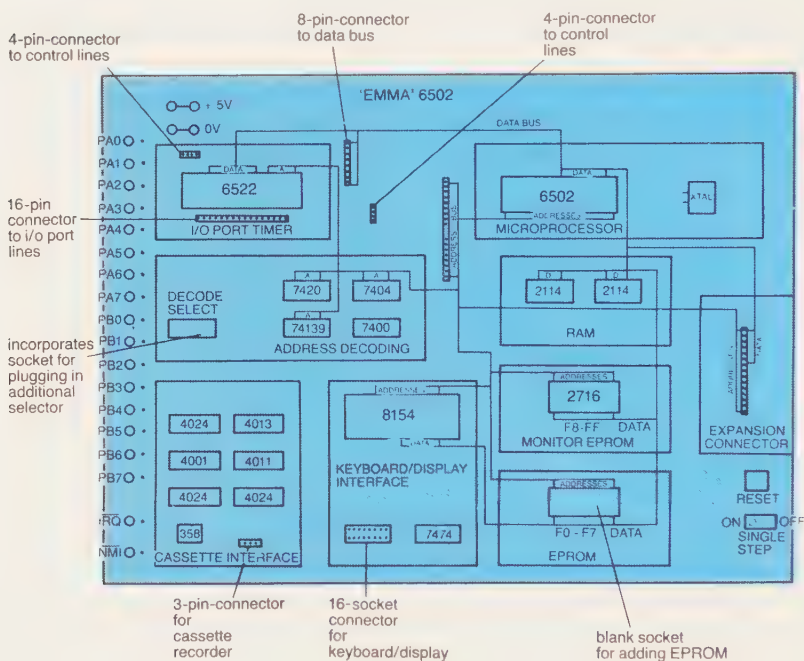 8-pin-connector
to data bus
4-pin-connector
to control
lines
4-pin-connector
to control lines
'EMMA' 6502
+ 5V
0V
DATA BUS
PA0
PA1
PA2
PA3
PA4
PA5
PA6
PA7
PB0
PB1
PB2
PB3
PB4
PB5
PB6
PB7
IRQ
NMI
DATA
A
6522
I/O PORT TIMER
16-pin
connector
to i/o port
lines
ADDRESS BUS
DATA
6502
ADDRESSES
MICROPROCESSOR
XTAL
DECODE
SELECT
A
7420
A
7404
A
74139
7400
ADDRESS DECODING
incorporates
socket for
plugging in
additional
selector
D
2114
D
2114
RAM
DATA
EXPANSION
CONNECTOR
4024
4013
4001
4011
4024
4024
358
CASSETTE INTERFACE
ADDRESSES
8154
DATA
KEYBOARD/DISPLAY
INTERFACE
7474
ADDRESSES
2716
F8-FF DATA
MONITOR EPROM
ADDRESSES
F0 - F7 DATA
EPROM
RESET
ON
OFF
SINGLE
STEP
3-pin-connector
for
cassette
recorder
16-socket
connector
for
keyboard/display
blank socket
for adding EPROM